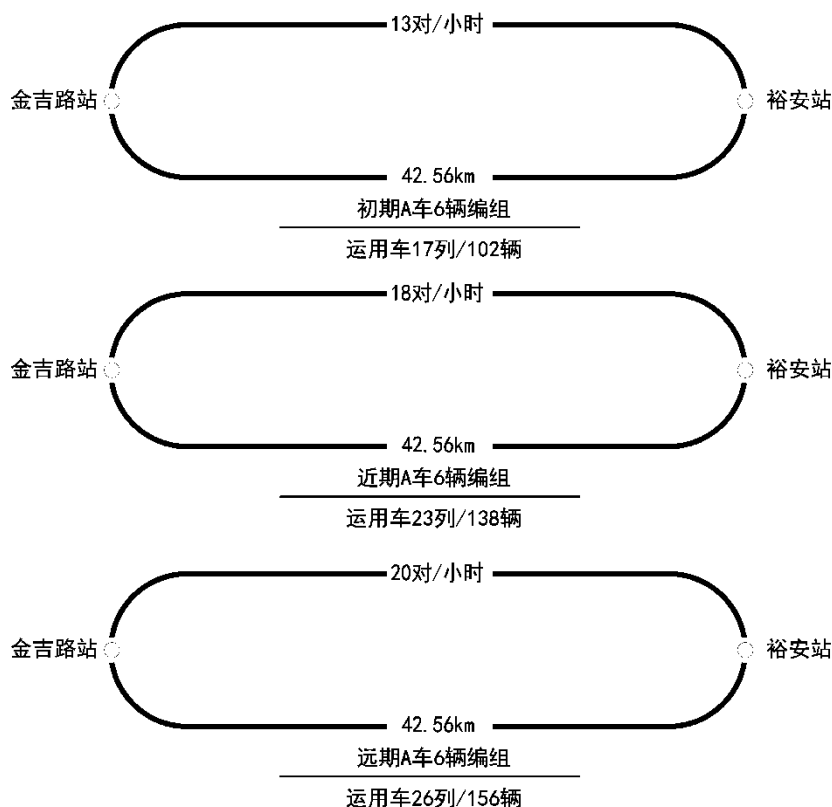 13对/小时
金吉路站
裕安站
42.56km
初期A车6辆编组
运用车17列/102辆
18对/小时
金吉路站
裕安站
42.56km
近期A车6辆编组
运用车23列/138辆
20对/小时
金吉路站
裕安站
42.56km
远期A车6辆编组
运用车26列/156辆